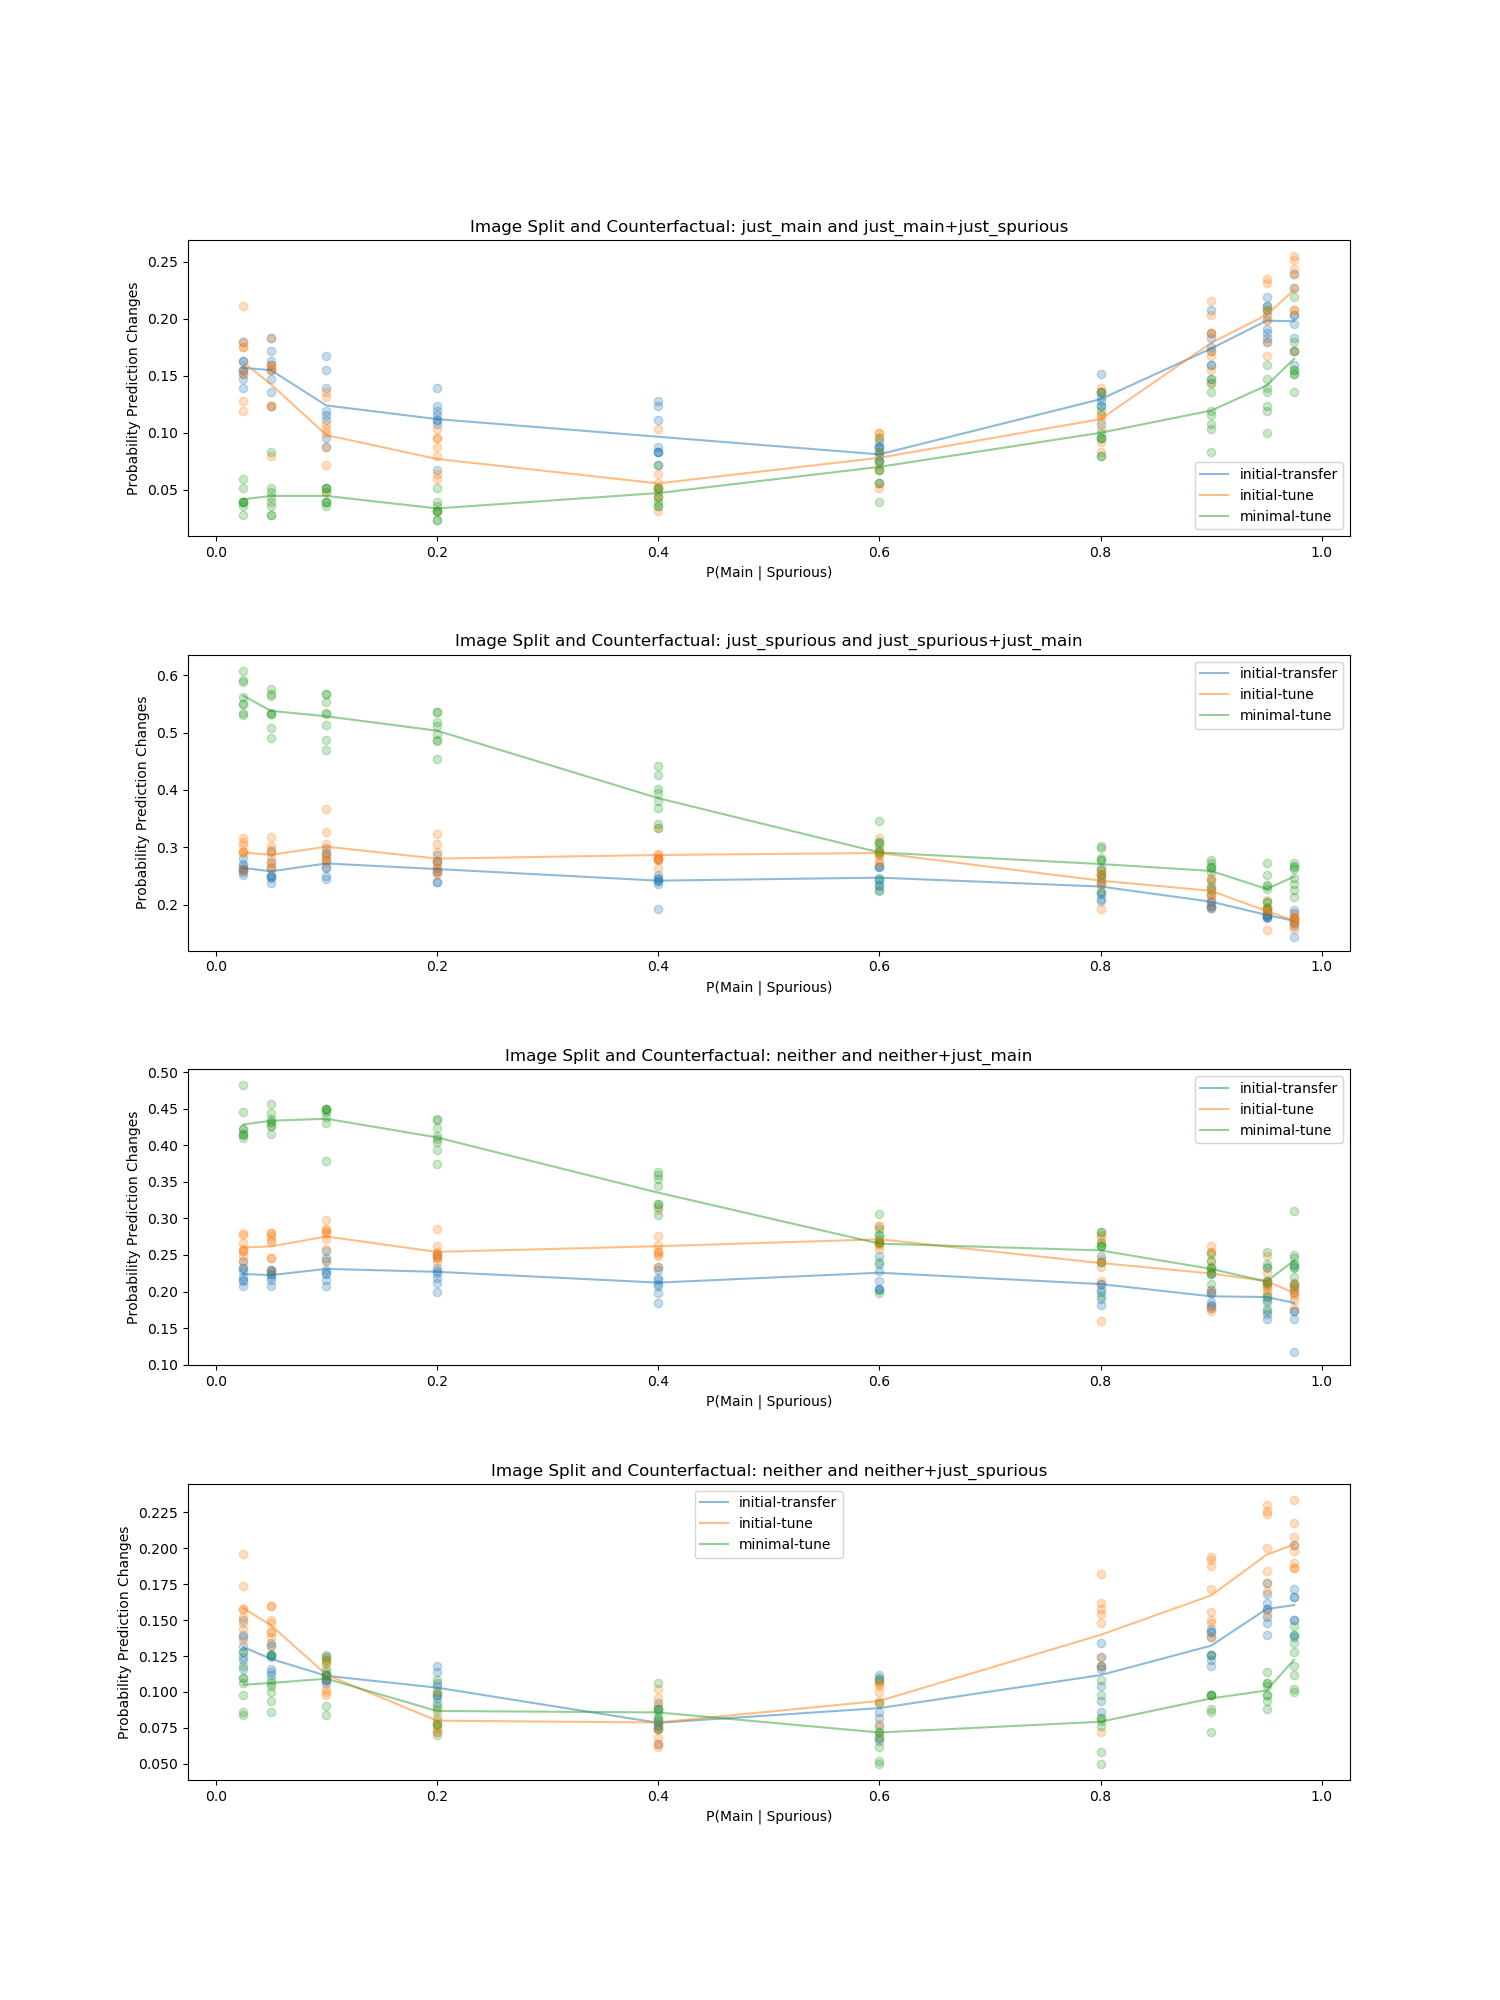 Image Split and Counterfactual: just_main and just_main+just_spurious
Probability Prediction Changes
0.25
0.20
0.15
0.10
0.05
initial-transfer
initial-tune
minimal-tune
0.0 0.2 0.4 0.6 0.8 1.0
P(Main | Spurious)
Image Split and Counterfactual: just_spurious and just_spurious+just_main
Probability Prediction Changes
0.6
0.5
0.4
0.3
0.2
initial-transfer
initial-tune
minimal-tune
0.0 0.2 0.4 0.6 0.8 1.0
P(Main | Spurious)
Image Split and Counterfactual: neither and neither+just_main
Probability Prediction Changes
0.50
0.45
0.40
0.35
0.30
0.25
0.20
0.15
0.10
initial-transfer
initial-tune
minimal-tune
0.0 0.2 0.4 0.6 0.8 1.0
P(Main | Spurious)
Image Split and Counterfactual: neither and neither+just_spurious
Probability Prediction Changes
0.225
0.200
0.175
0.150
0.125
0.100
0.075
0.050
initial-transfer
initial-tune
minimal-tune
0.0 0.2 0.4 0.6 0.8 1.0
P(Main | Spurious)